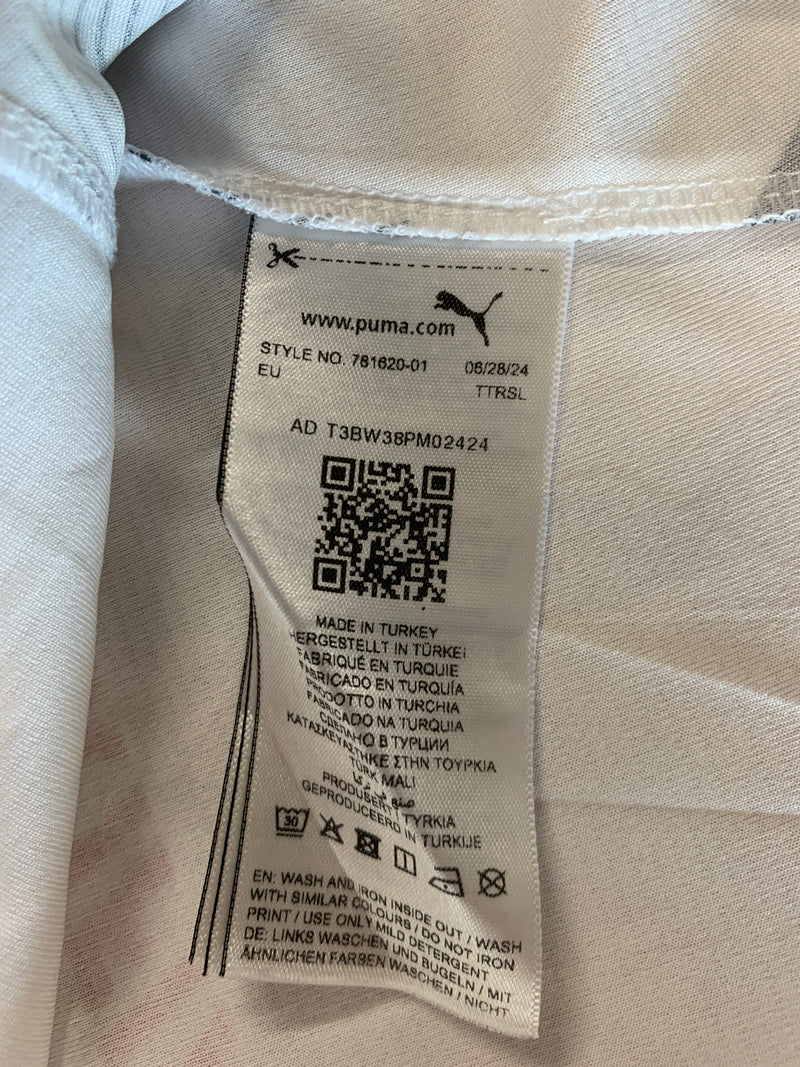 www.puma.com
STYLE NO. 781620-01 06/28/24
EU TTRSL
AD T3BW38PM02424
MADE IN TURKEY
HERGESTELLT IN TÜRKEI
FABRIQUÉ EN TURQUIE
FABRICADO EN TURQUÍA
PRODOTTO IN TURCHIA
FABRICADO NA TURQUIA
СДЕЛАНО В ТУРЦИИ
ΚΑΤΑΣΚΕΥΑΣΤΗΚΕ ΣΤΗΝ ΤΟΥΡΚΙΑ
TÜRK MALI
صنع في تركيا
PRODUSERT I TYRKIA
GEPRODUCEERD IN TURKIJE
30
EN: WASH AND IRON INSIDE OUT / WASH
WITH SIMILAR COLOURS / DO NOT IRON
PRINT / USE ONLY MILD DETERGENT
DE: LINKS WASCHEN UND BÜGELN / MIT
ÄHNLICHEN FARBEN WASCHEN / NICHT